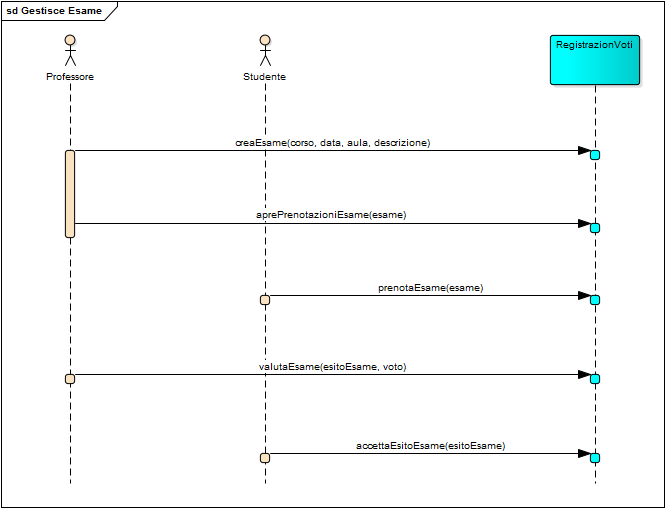 sd Gestisce Esame
Professore
Studente
RegistrazionVoti
creaEsame(corso, data, aula, descrizione)
aprePrenotazioniEsame(esame)
prenotaEsame(esame)
valutaEsame(esitoEsame, voto)
accettaEsitoEsame(esitoEsame)